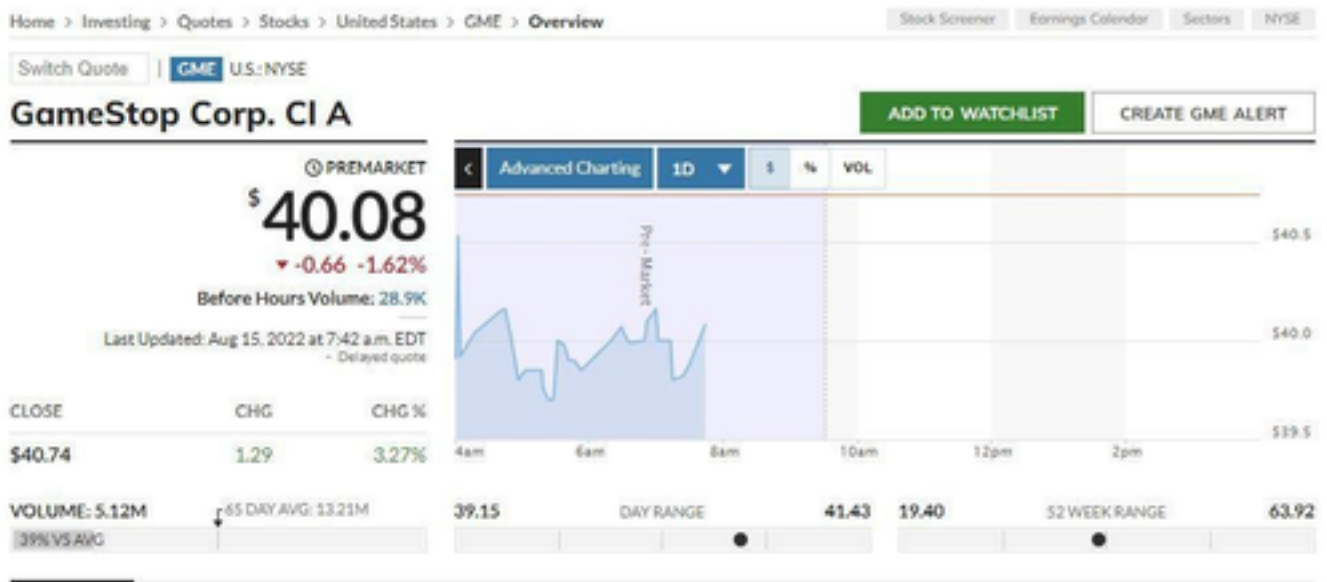 Home > Investing > Quotes > Stocks > United States > GME > Overview
Stock Screener Earnings Calendar Sectors NYSE
Switch Quote | GME U.S.: NYSE
GameStop Corp. Cl A
ADD TO WATCHLIST CREATE GME ALERT
PREMARKET
$40.08
-0.66 -1.62%
Before Hours Volume: 28.9K
Last Updated: Aug 15, 2022 at 7:42 a.m. EDT
- Delayed quote
CLOSE CHG CHG %
$40.74 1.29 3.27%
< Advanced Charting 1D $ % VOL
Pre-Market
$40.5
$40.0
$39.5
4am 6am 8am 10am 12pm 2pm
VOLUME: 5.12M 65 DAY AVG: 13.21M
39% VS AVG
39.15 DAY RANGE 41.43
19.40 52 WEEK RANGE 63.92